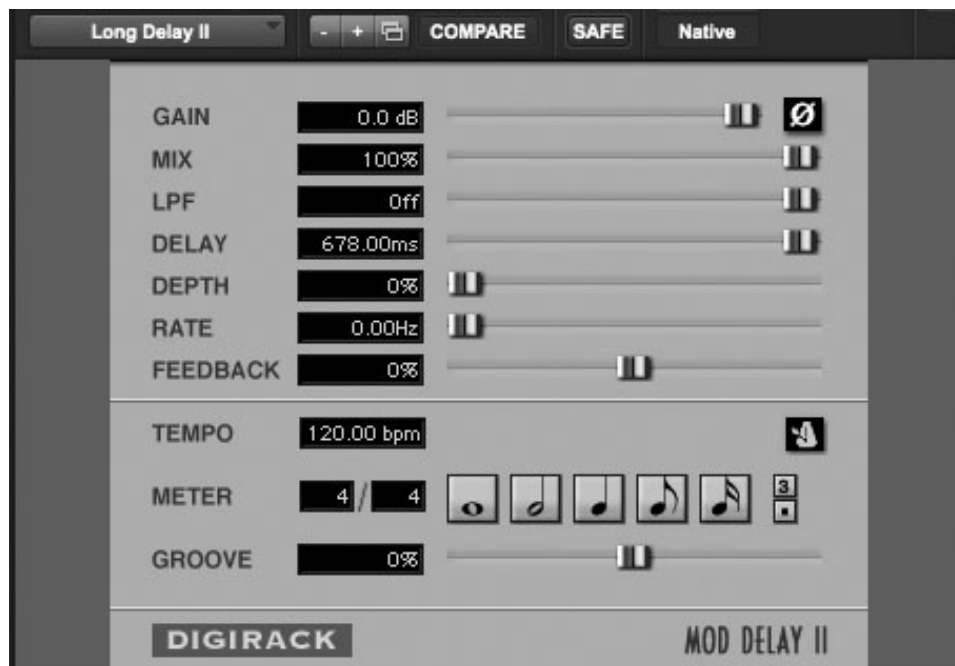 Long Delay II - + COMPARE SAFE Native
GAIN 0.0 dB Ø
MIX 100%
LPF Off
DELAY 678.00ms
DEPTH 0%
RATE 0.00Hz
FEEDBACK 0%
TEMPO 120.00 bpm
METER 4 / 4 3
GROOVE 0%
DIGIRACK MOD DELAY II